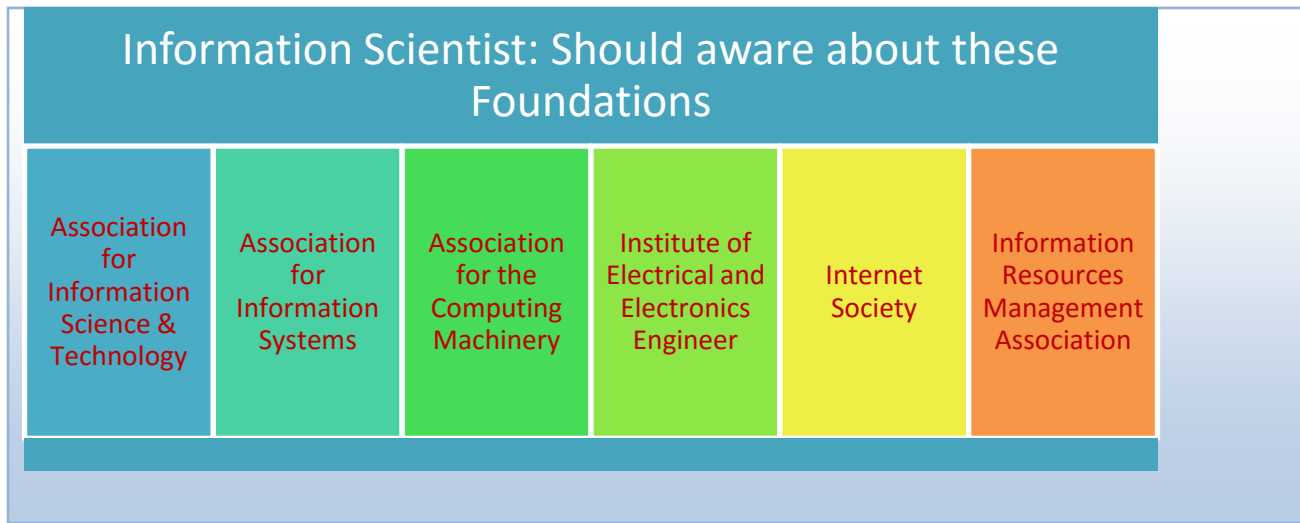 Information Scientist: Should aware about these
Foundations
Association
for
Information
Science &
Technology
Association
for
Information
Systems
Association
for the
Computing
Machinery
Institute of
Electrical and
Electronics
Engineer
Internet
Society
Information
Resources
Management
Association